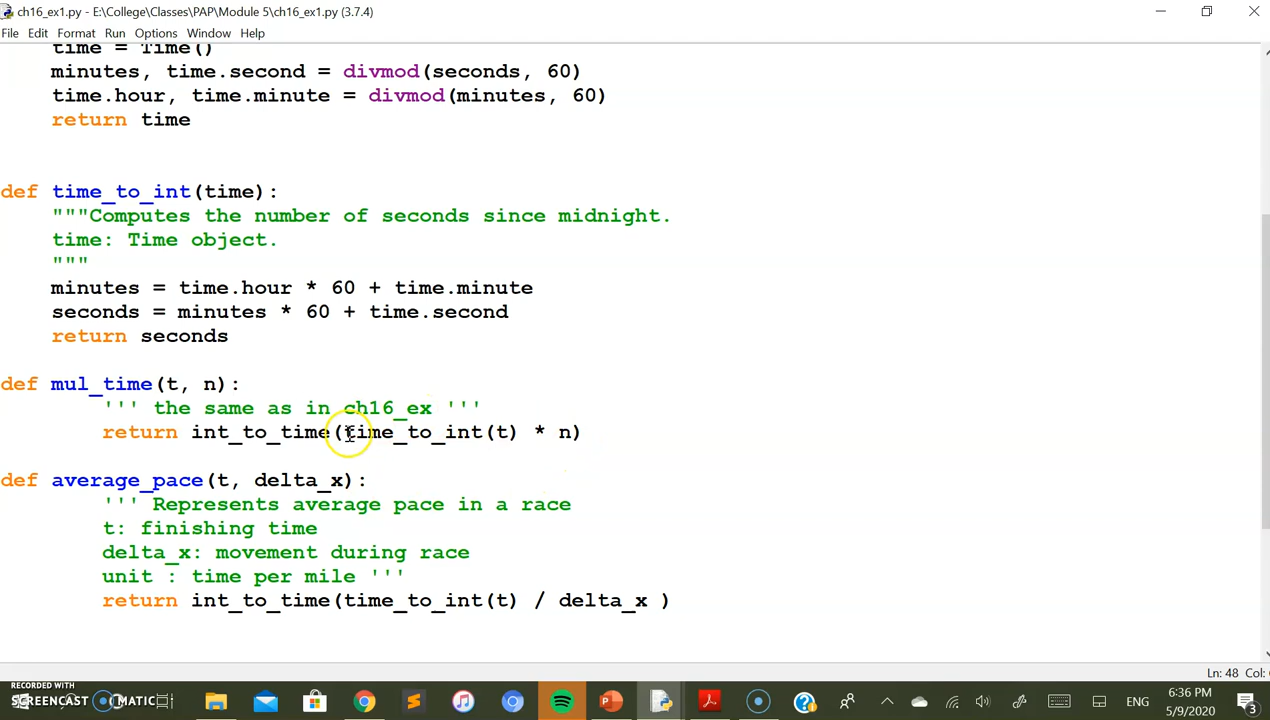 ch16_ex1.py - E:\College\Classes\PAP\Module 5\ch16_ex1.py (3.7.4)
File Edit Format Run Options Window Help
time = Time()
minutes, time.second = divmod(seconds, 60)
time.hour, time.minute = divmod(minutes, 60)
return time
def time_to_int(time):
"""Computes the number of seconds since midnight.
time: Time object.
"""
minutes = time.hour * 60 + time.minute
seconds = minutes * 60 + time.second
return seconds
def mul_time(t, n):
''' the same as in ch16_ex '''
return int_to_time(time_to_int(t) * n)
def average_pace(t, delta_x):
''' Represents average pace in a race
t: finishing time
delta_x: movement during race
unit : time per mile '''
return int_to_time(time_to_int(t) / delta_x )
Ln: 48 Col:
RECORDED WITH
SCREENCAST MATIC
ENG
6:36 PM
5/9/2020
3